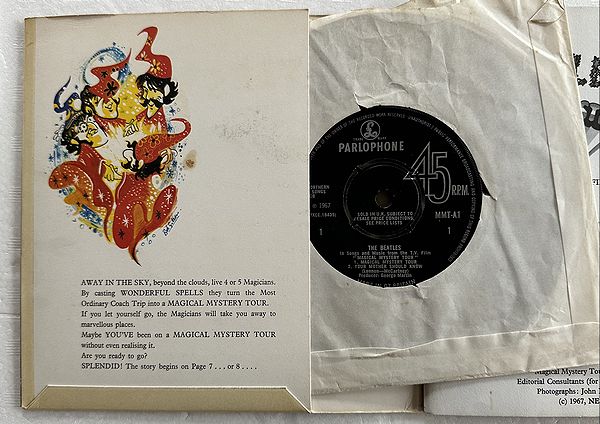 AWAY IN THE SKY, beyond the clouds, live 4 or 5 Magicians.
By casting WONDERFUL SPELLS they turn the Most
Ordinary Coach Trip into a MAGICAL MYSTERY TOUR.
If you let yourself go, the Magicians will take you away to
marvellous places.
Maybe YOU'VE been on a MAGICAL MYSTERY TOUR
without even realising it.
Are you ready to go?
SPLENDID! The story begins on Page 7 . . . or 8 . . . .
PARLOPHONE
45
RPM
MMT-A1
NORTHERN
SONGS
℗ 1967
1
1
SOLD IN U.K. SUBJECT TO
RESALE PRICE CONDITIONS,
SEE PRICE LISTS
THE BEATLES
in Songs and Music from the T.V. Film
"MAGICAL MYSTERY TOUR"
1. MAGICAL MYSTERY TOUR
2. YOUR MOTHER SHOULD KNOW
(Lennon-McCartney)
Producer: George Martin
Magical Mystery Tou
Editorial Consultants (for
Photographs: John
(c) 1967, NE